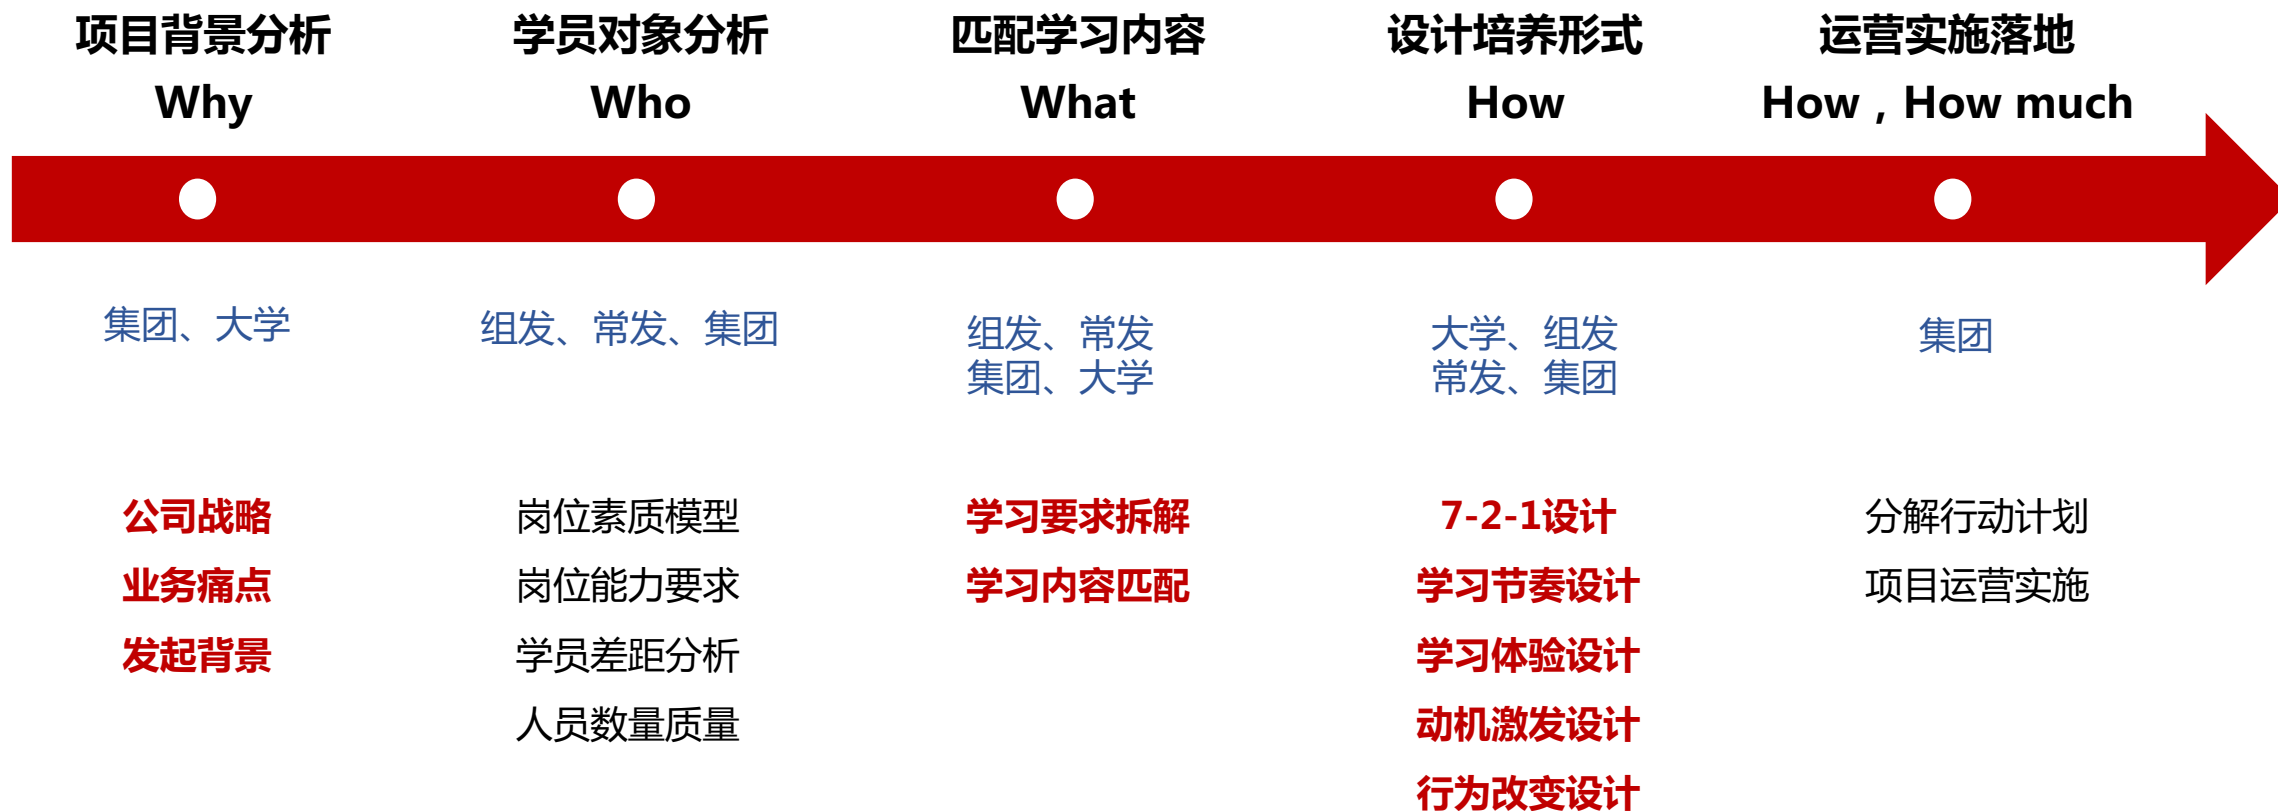 项目背景分析
Why
学员对象分析
Who
匹配学习内容
What
设计培养形式
How
运营实施落地
How，How much
集团、大学
组发、常发、集团
组发、常发
集团、大学
大学、组发
常发、集团
集团
公司战略
业务痛点
发起背景
岗位素质模型
岗位能力要求
学员差距分析
人员数量质量
学习要求拆解
学习内容匹配
7-2-1设计
学习节奏设计
学习体验设计
动机激发设计
行为改变设计
分解行动计划
项目运营实施